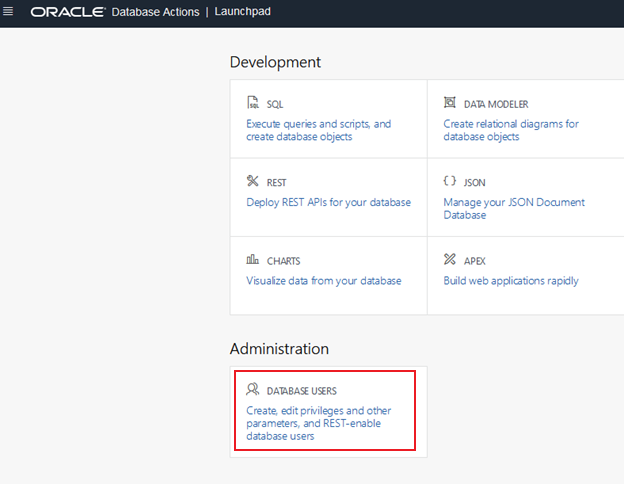 ORACLE Database Actions | Launchpad
Development
SQL
Execute queries and scripts, and
create database objects
DATA MODELER
Create relational diagrams for
database objects
REST
Deploy REST APIs for your database
{ } JSON
Manage your JSON Document
Database
CHARTS
Visualize data from your database
APEX
Build web applications rapidly
Administration
DATABASE USERS
Create, edit privileges and other
parameters, and REST-enable
database users